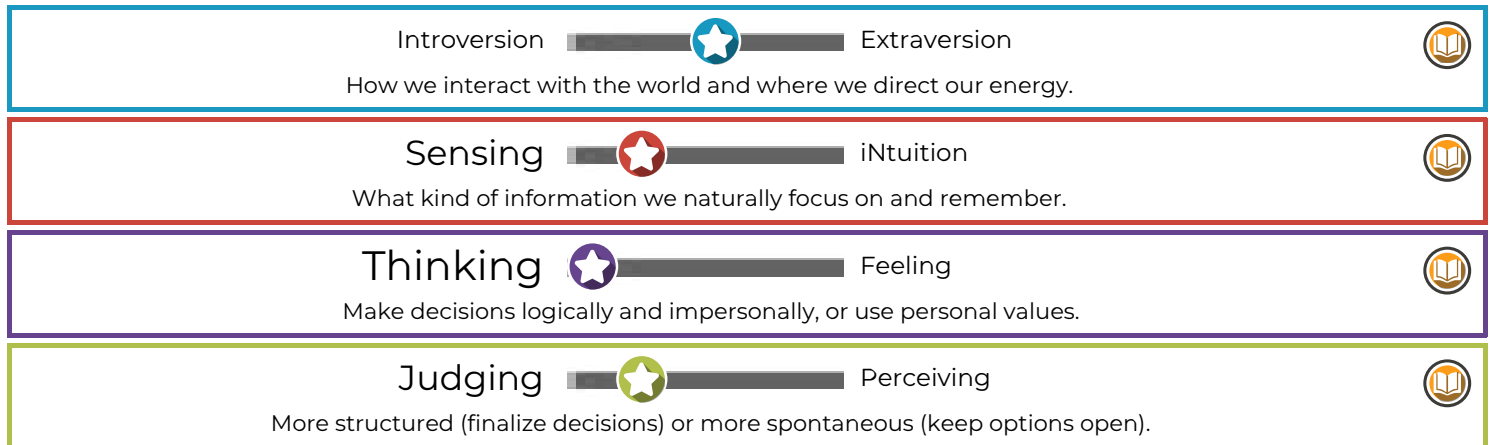 Introversion Extraversion
How we interact with the world and where we direct our energy.
Sensing iNtuition
What kind of information we naturally focus on and remember.
Thinking Feeling
Make decisions logically and impersonally, or use personal values.
Judging Perceiving
More structured (finalize decisions) or more spontaneous (keep options open).